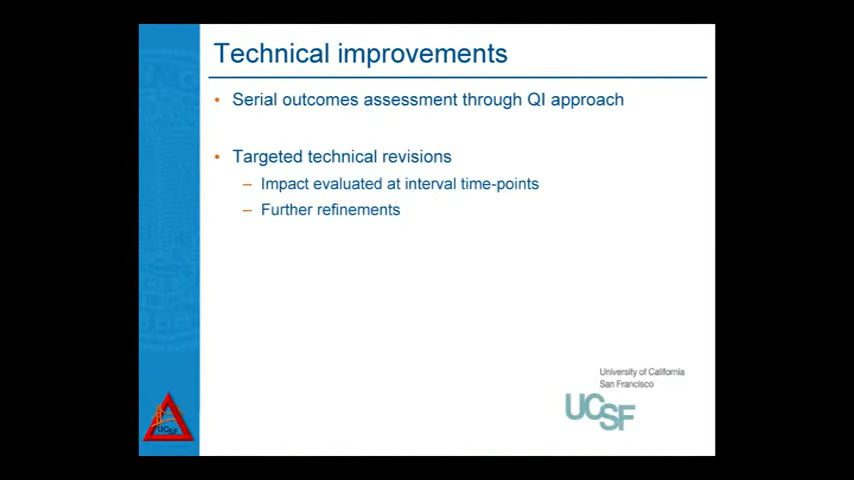 Technical improvements
• Serial outcomes assessment through QI approach
• Targeted technical revisions
– Impact evaluated at interval time-points
– Further refinements
University of California
San Francisco
UCSF
UCSF